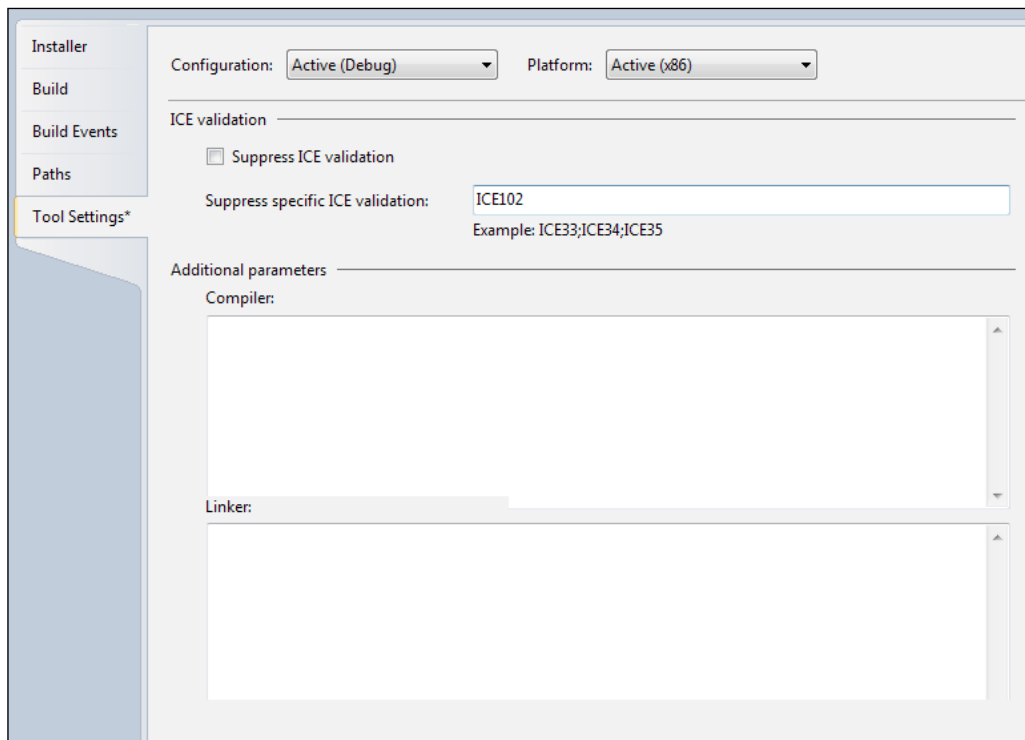 Installer
Build
Build Events
Paths
Tool Settings*
Configuration: Active (Debug) Platform: Active (x86)
ICE validation
Suppress ICE validation
Suppress specific ICE validation: ICE102
Example: ICE33;ICE34;ICE35
Additional parameters
Compiler:
Linker: